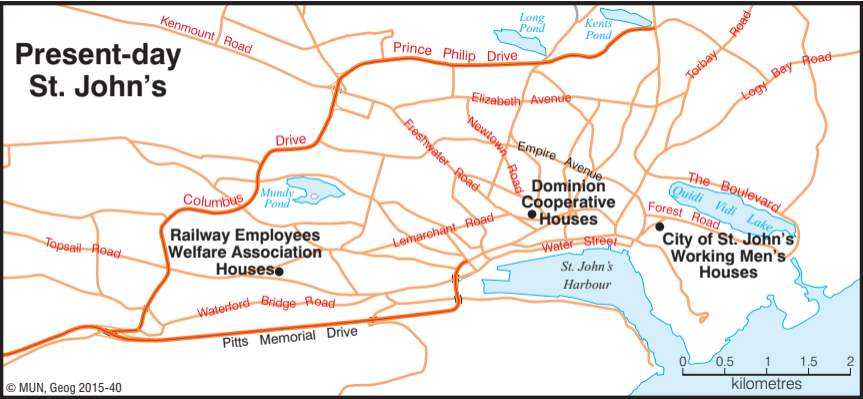 Present-day
St. John's
Kenmount Road
Long
Pond
Kents
Pond
Prince Philip Drive
Torbay Road
Logy Bay Road
Elizabeth Avenue
Freshwater Road
Newtown Road
Empire Avenue
Columbus Drive
Mundy
Pond
Dominion
Cooperative
Houses
The Boulevard
Quidi Vidi Lake
Forest Road
Topsail Road
Railway Employees
Welfare Association
Houses
Lemarchant Road
Water Street
City of St. John's
Working Men's
Houses
St. John's
Harbour
Waterford Bridge Road
Pitts Memorial Drive
0 0.5 1 1.5 2
kilometres
© MUN, Geog 2015-40